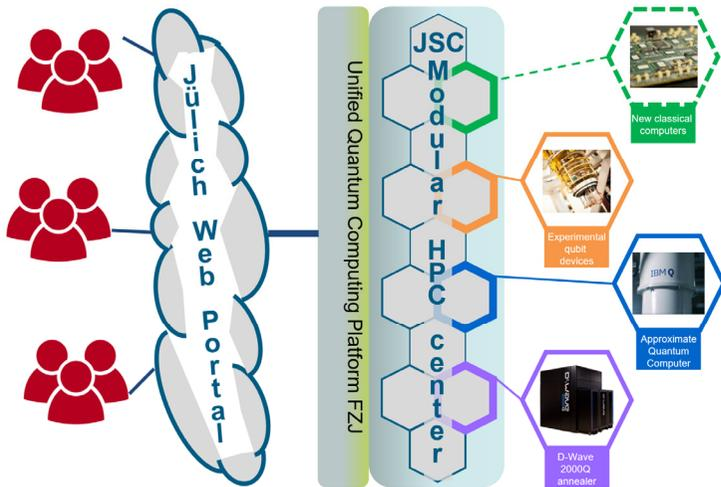 Jülich Web Portal
Unified Quantum Computing Platform FZJ
JSC
Modular HPC center
New classical
computers
Experimental
qubit
devices
IBM Q
Approximate
Quantum
Computer
D-Wave
D-Wave
2000Q
annealer